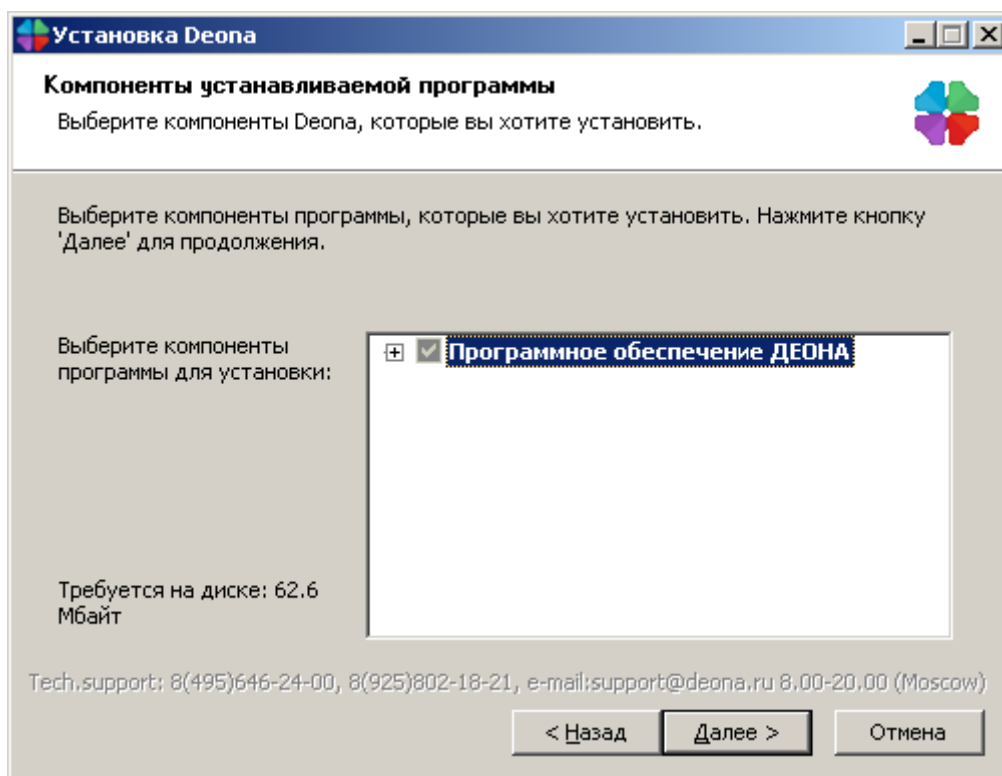 Установка Deona
Компоненты устанавливаемой программы
Выберите компоненты Deona, которые вы хотите установить.
Выберите компоненты программы, которые вы хотите установить. Нажмите кнопку
'Далее' для продолжения.
Выберите компоненты
программы для установки:
Программное обеспечение ДЕОНА
Требуется на диске: 62.6
Мбайт
Tech.support: 8(495)646-24-00, 8(925)802-18-21, e-mail:support@deona.ru 8.00-20.00 (Moscow)
< Назад
Далее >
Отмена